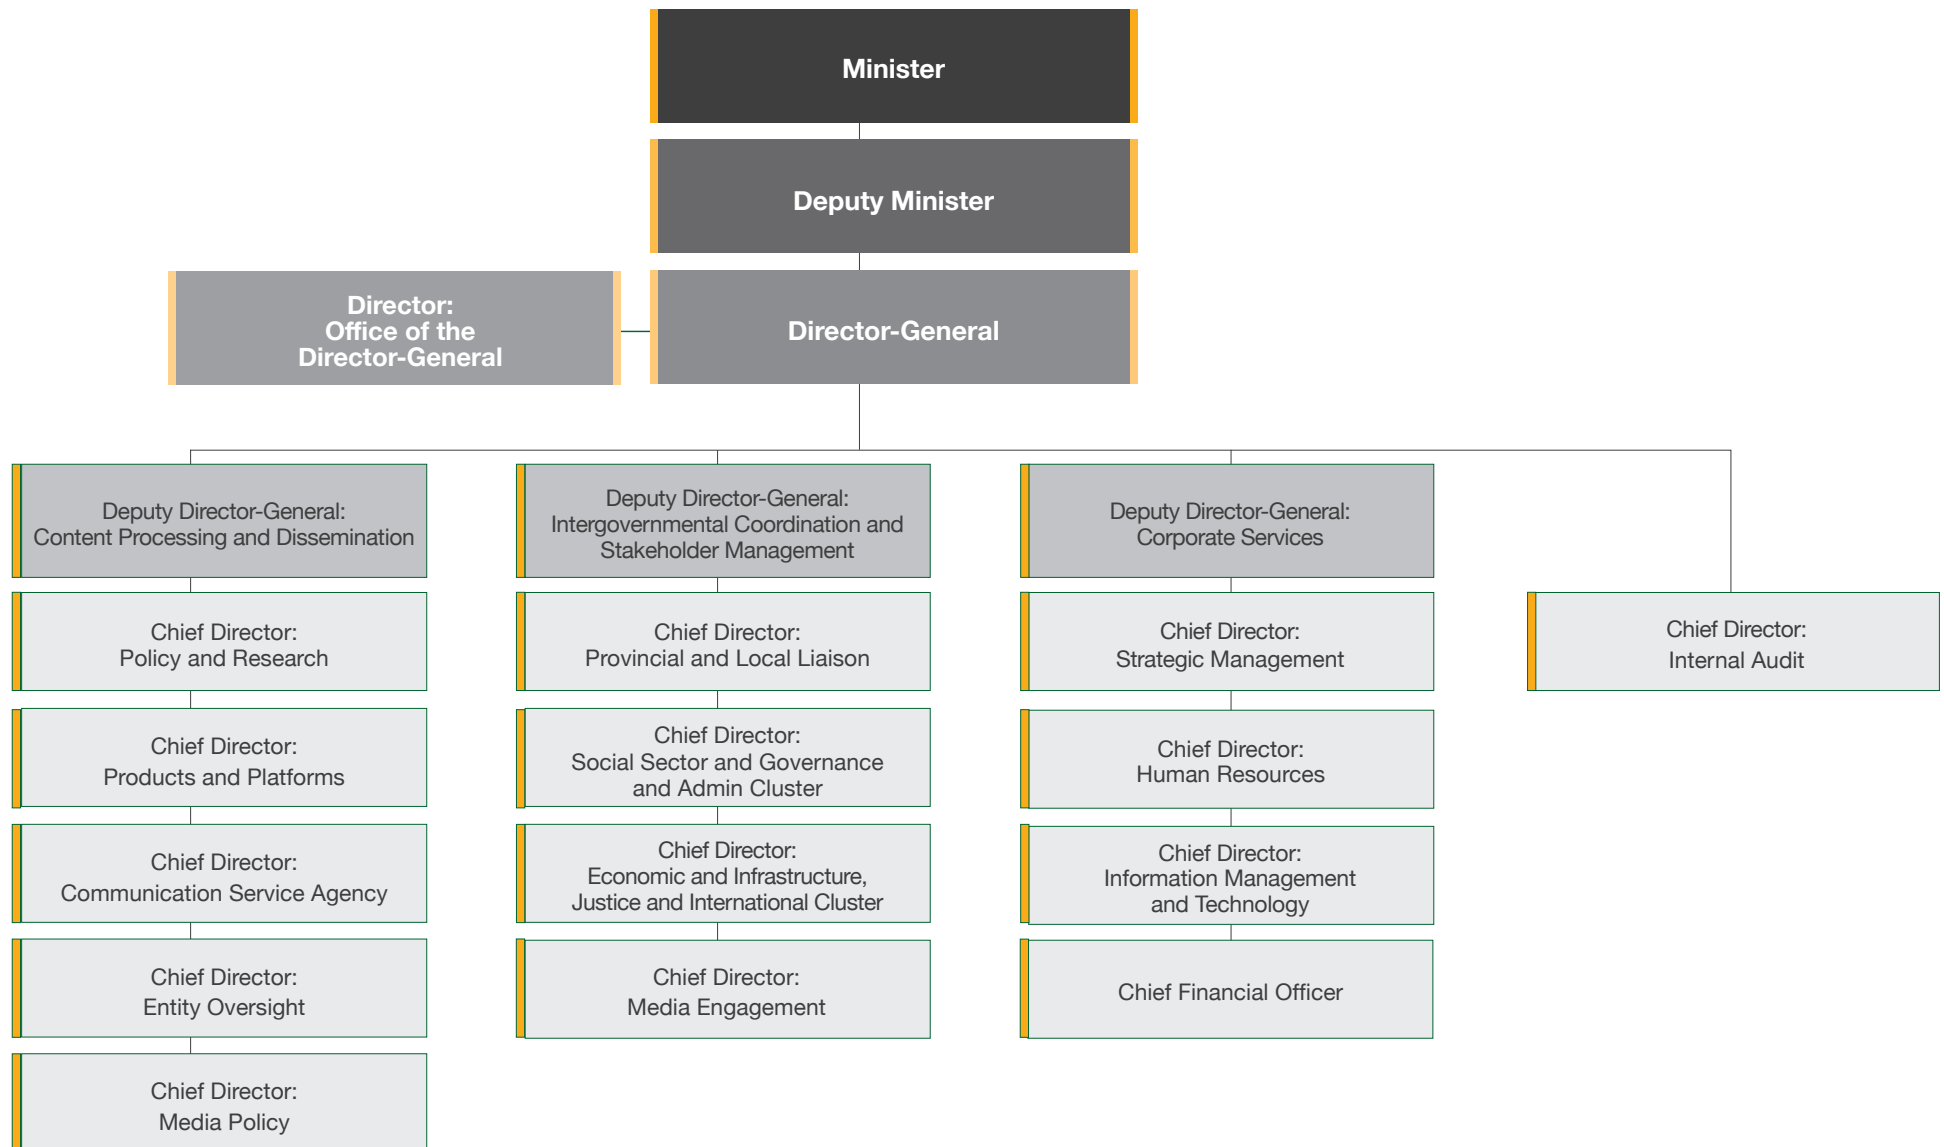 Minister
Deputy Minister
Director:
Office of the
Director-General
Director-General
Deputy Director-General:
Content Processing and Dissemination
Chief Director:
Policy and Research
Chief Director:
Products and Platforms
Chief Director:
Communication Service Agency
Chief Director:
Entity Oversight
Chief Director:
Media Policy
Deputy Director-General:
Intergovernmental Coordination and
Stakeholder Management
Chief Director:
Provincial and Local Liaison
Chief Director:
Social Sector and Governance
and Admin Cluster
Chief Director:
Economic and Infrastructure,
Justice and International Cluster
Chief Director:
Media Engagement
Deputy Director-General:
Corporate Services
Chief Director:
Strategic Management
Chief Director:
Human Resources
Chief Director:
Information Management
and Technology
Chief Financial Officer
Chief Director:
Internal Audit